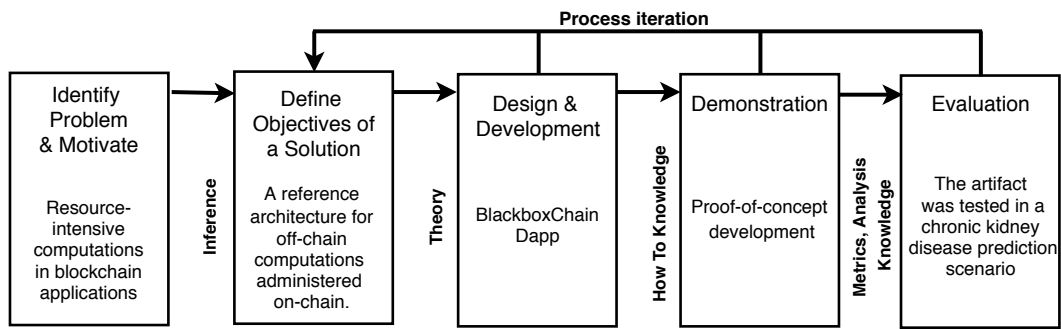 Process iteration
Identify
Problem
& Motivate
Resource-
intensive
computations
in blockchain
applications
Inference
Define
Objectives of
a Solution
A reference
architecture for
off-chain
computations
administered
on-chain.
Theory
Design &
Development
BlackboxChain
Dapp
How To Knowledge
Demonstration
Proof-of-concept
development
Metrics, Analysis
Knowledge
Evaluation
The artifact
was tested in a
chronic kidney
disease prediction
scenario